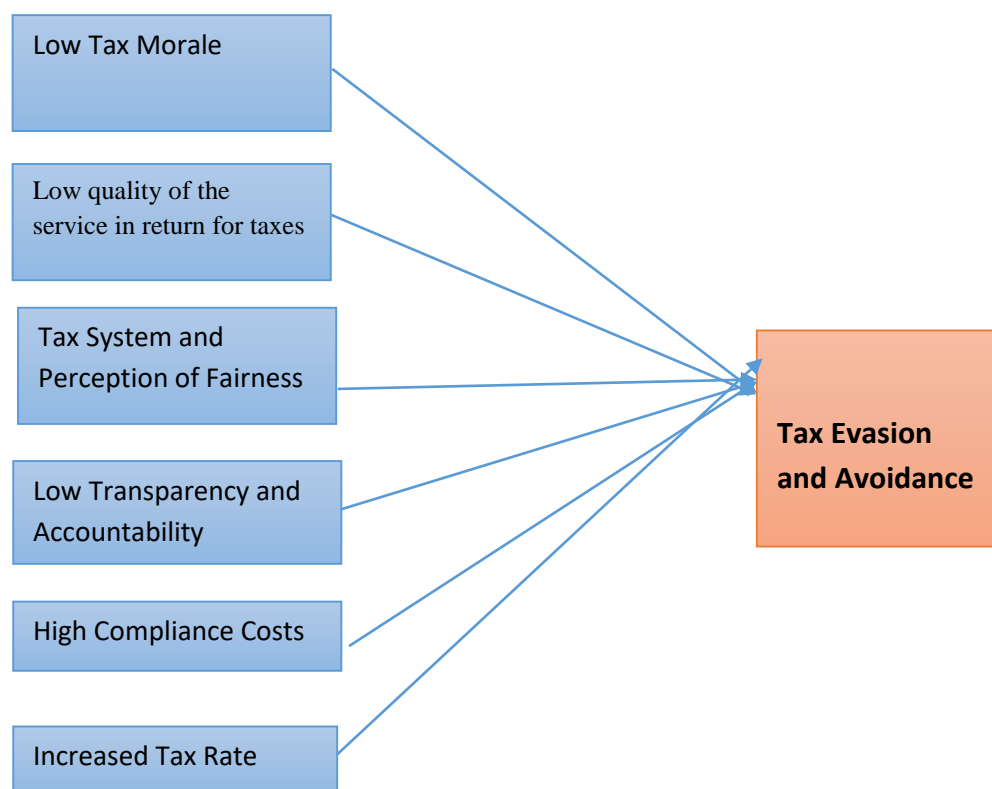 Low Tax Morale
Low quality of the
service in return for taxes
Tax System and
Perception of Fairness
Low Transparency and
Accountability
High Compliance Costs
Increased Tax Rate
Tax Evasion
and Avoidance